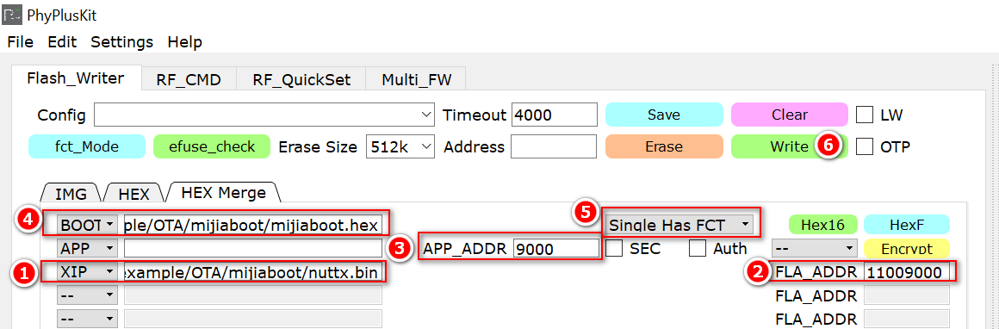 PhyPlusKit
File Edit Settings Help
Flash_Writer RF_CMD RF_QuickSet Multi_FW
Config Timeout 4000 Save Clear LW
fct_Mode efuse_check Erase Size 512k Address Erase Write 6 OTP
IMG HEX HEX Merge
4 BOOT ple/OTA/mijiaboot/mijiaboot.hex 5 Single Has FCT Hex16 HexF
APP 3 APP_ADDR 9000 SEC Auth -- Encrypt
1 XIP example/OTA/mijiaboot/nuttx.bin 2 FLA_ADDR 11009000
-- FLA_ADDR
-- FLA_ADDR